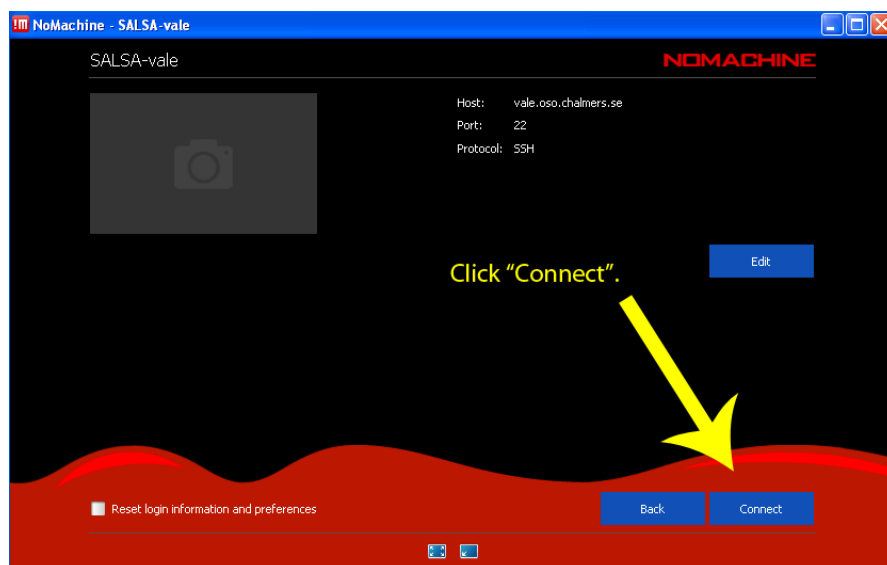 NoMachine - SALSA-vale
SALSA-vale
NOMACHINE
Host: vale.oso.chalmers.se
Port: 22
Protocol: SSH
Edit
Click “Connect”.
Reset login information and preferences
Back
Connect